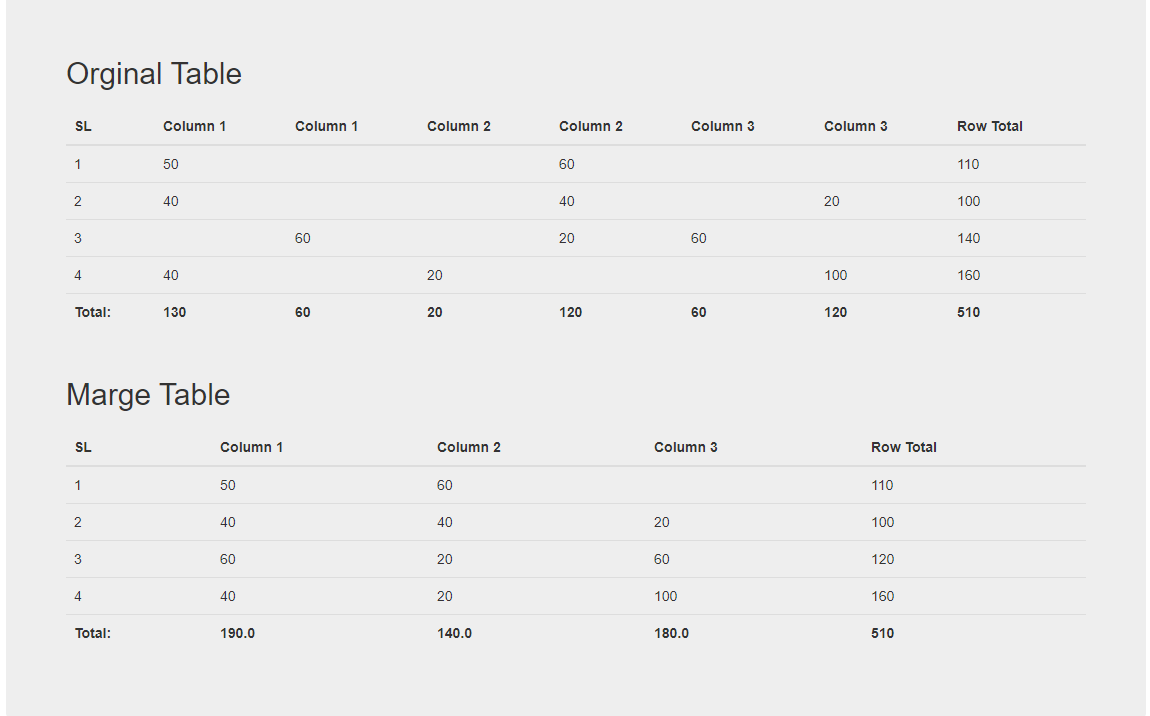 Orginal Table
SL Column 1 Column 1 Column 2 Column 2 Column 3 Column 3 Row Total
1 50 60 110
2 40 40 20 100
3 60 20 60 140
4 40 20 100 160
Total: 130 60 20 120 60 120 510
Marge Table
SL Column 1 Column 2 Column 3 Row Total
1 50 60 110
2 40 40 20 100
3 60 20 60 120
4 40 20 100 160
Total: 190.0 140.0 180.0 510